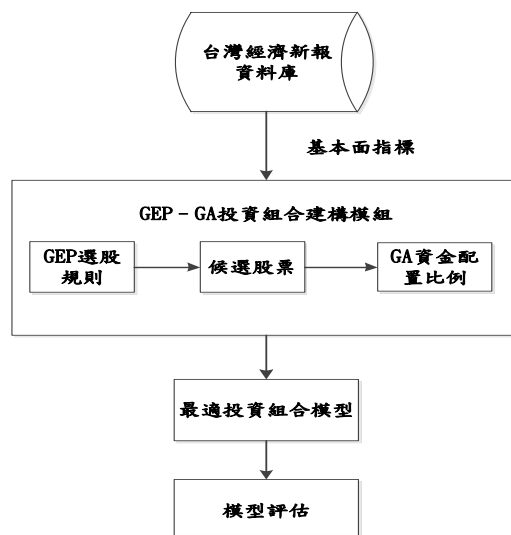 台灣經濟新報
資料庫
基本面指標
GEP－GA投資組合建構模組
GEP選股
規則
候選股票
GA資金配
置比例
最適投資組合模型
模型評估